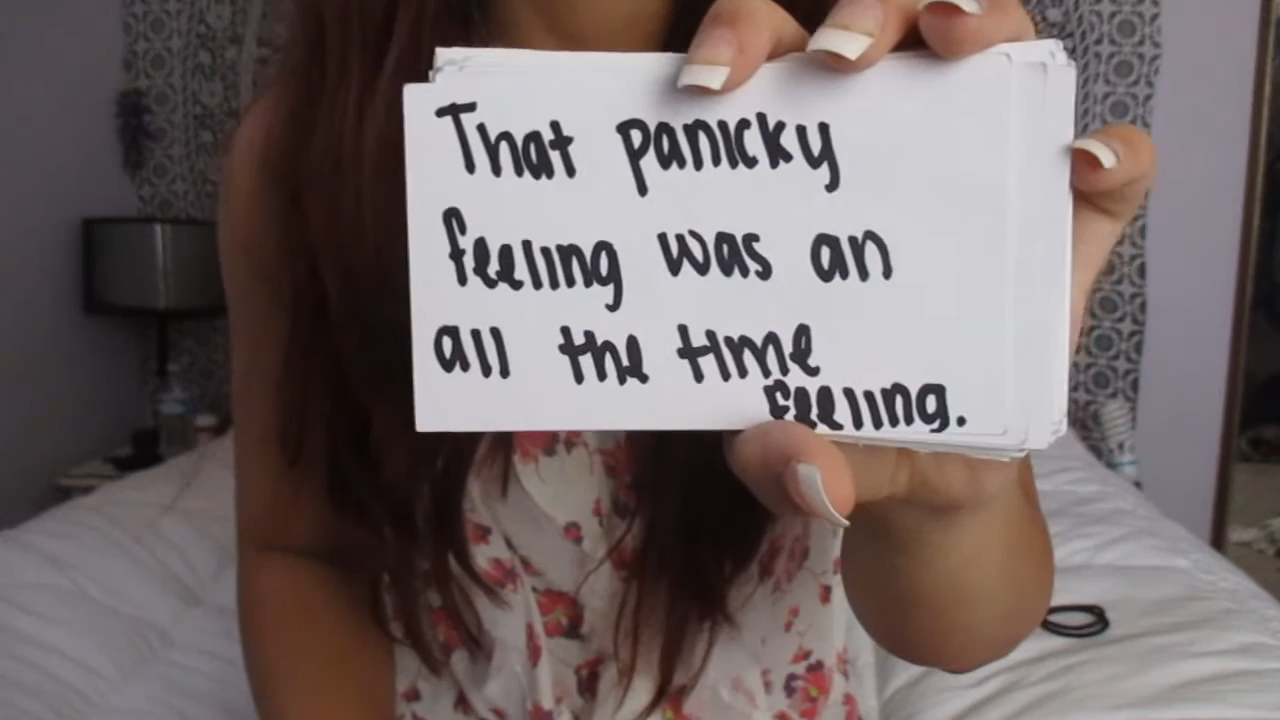 That panicky
feeling was an
all the time
feeling.